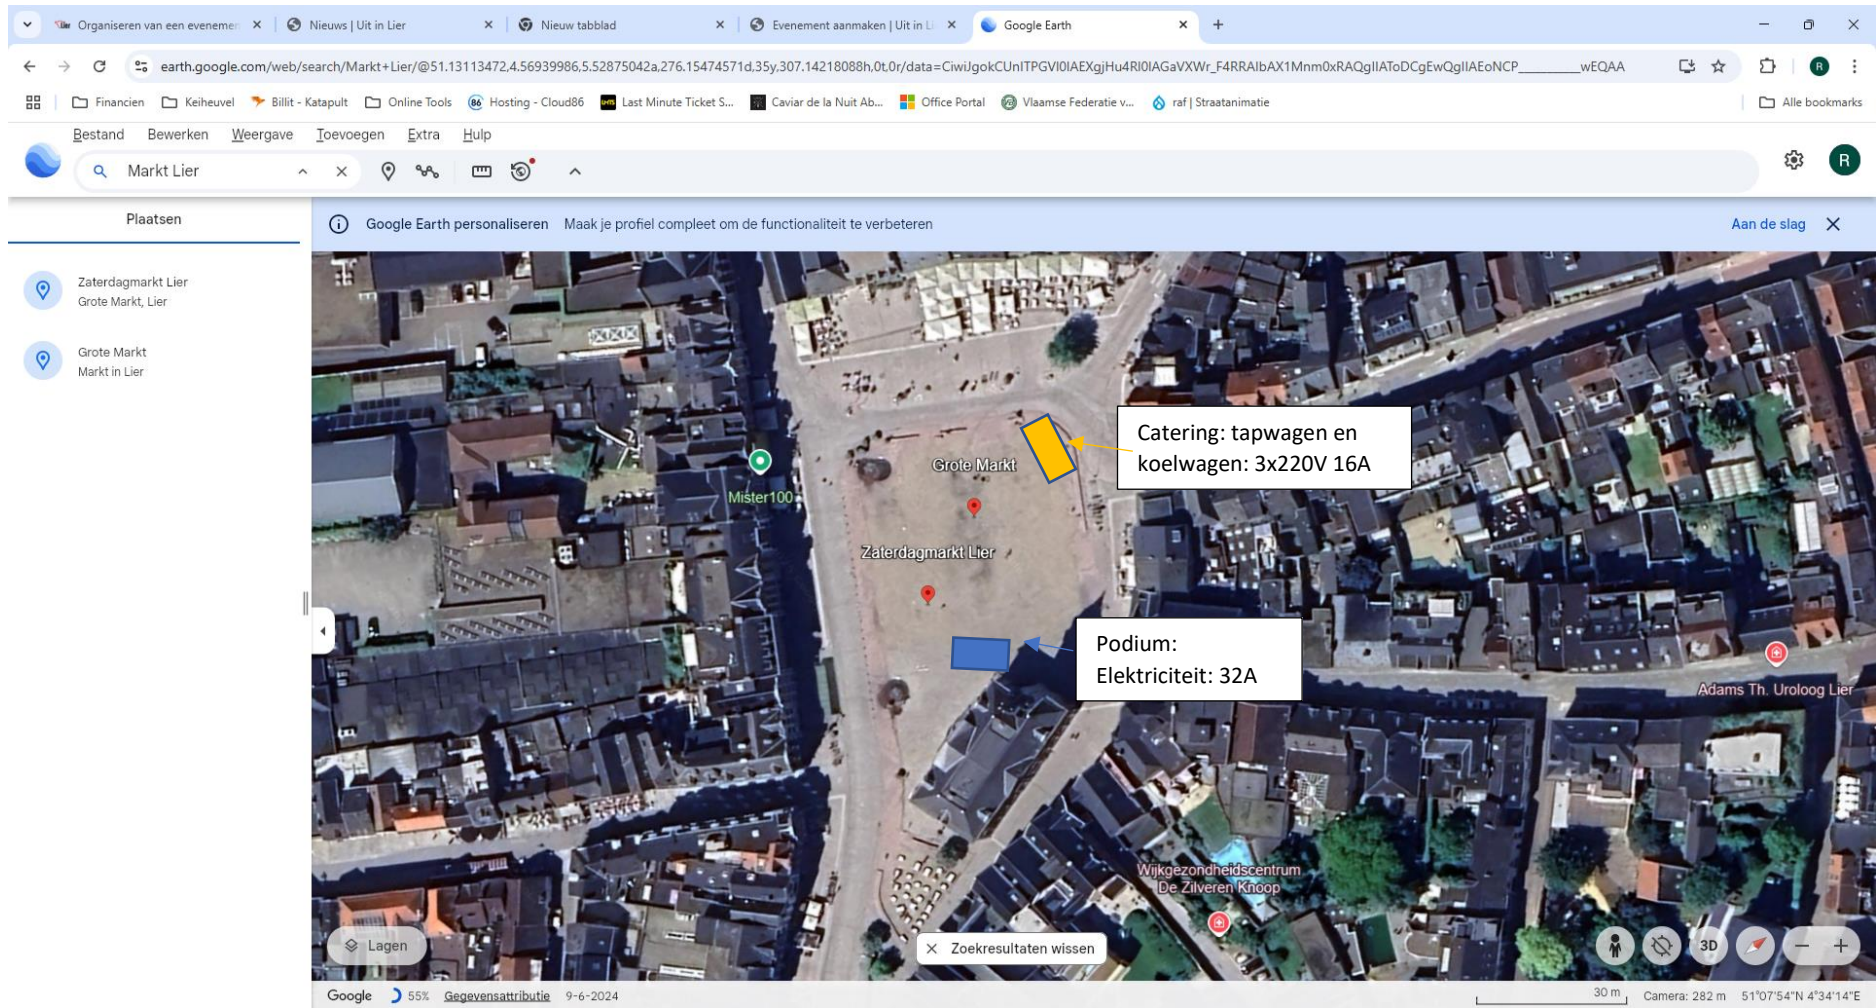 Organiseren van een evenemen
Nieuws | Uit in Lier
Nieuw tabblad
Evenement aanmaken | Uit in Li
Google Earth
earth.google.com/web/search/Markt+Lier/@51.13113472,4.56939986,5.52875042a,276.15474571d,35y,307.14218088h,0t,0r/data=CiwiJgokCUnITPGVI0IAEXgjHu4RI0IAGaVXWr_F4RRAIbAX1Mnm0xRAQgIIAToDCgEwQgIIAEoNCP___________wEQAA
R
Financien
Keiheuvel
Billit - Katapult
Online Tools
86
Hosting - Cloud86
Last Minute Ticket S...
Caviar de la Nuit Ab...
Office Portal
Vlaamse Federatie v...
raf | Straatanimatie
Alle bookmarks
Bestand Bewerken Weergave Toevoegen Extra Hulp
Markt Lier
R
Plaatsen
Google Earth personaliseren Maak je profiel compleet om de functionaliteit te verbeteren
Aan de slag
Zaterdagmarkt Lier
Grote Markt, Lier
Grote Markt
Markt in Lier
Catering: tapwagen en
koelwagen: 3x220V 16A
Grote Markt
Mister100
Zaterdagmarkt Lier
Podium:
Elektriciteit: 32A
Adams Th. Uroloog Lier
Wijkgezondheidscentrum
De Zilveren Knoop
Lagen
Zoekresultaten wissen
3D
Google 55% Gegevensattributie 9-6-2024
30 m Camera: 282 m 51°07'54"N 4°34'14"E